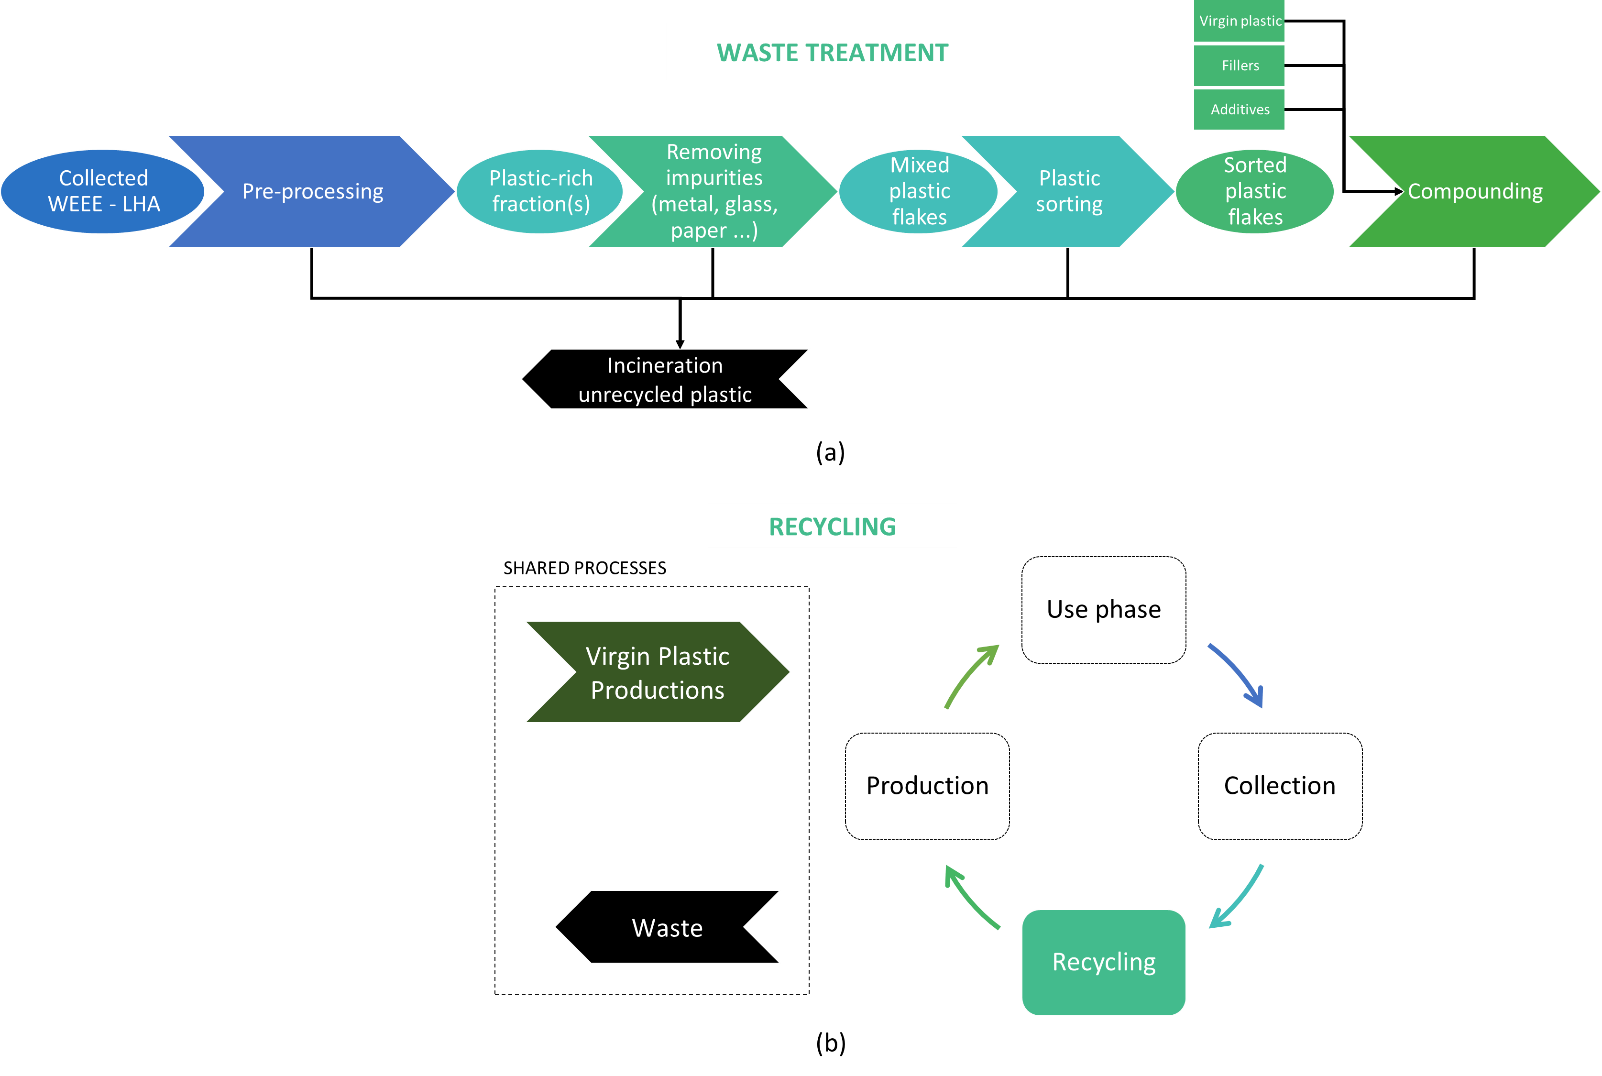 WASTE TREATMENT
Virgin plastic
Fillers
Additives
Collected
WEEE - LHA
Pre-processing
Plastic-rich
fraction(s)
Removing
impurities
(metal, glass,
paper ...)
Mixed
plastic
flakes
Plastic
sorting
Sorted
plastic
flakes
Compounding
Incineration
unrecycled plastic
(a)
RECYCLING
SHARED PROCESSES
Virgin Plastic
Productions
Waste
Use phase
Production
Collection
Recycling
(b)